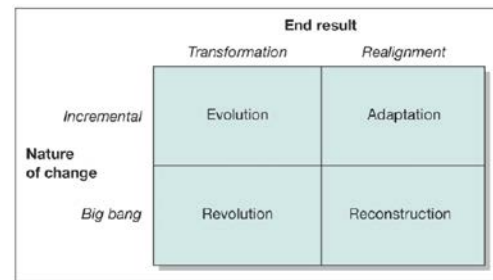 End result
Transformation Realignment
Incremental Evolution Adaptation
Nature
of change
Big bang Revolution Reconstruction